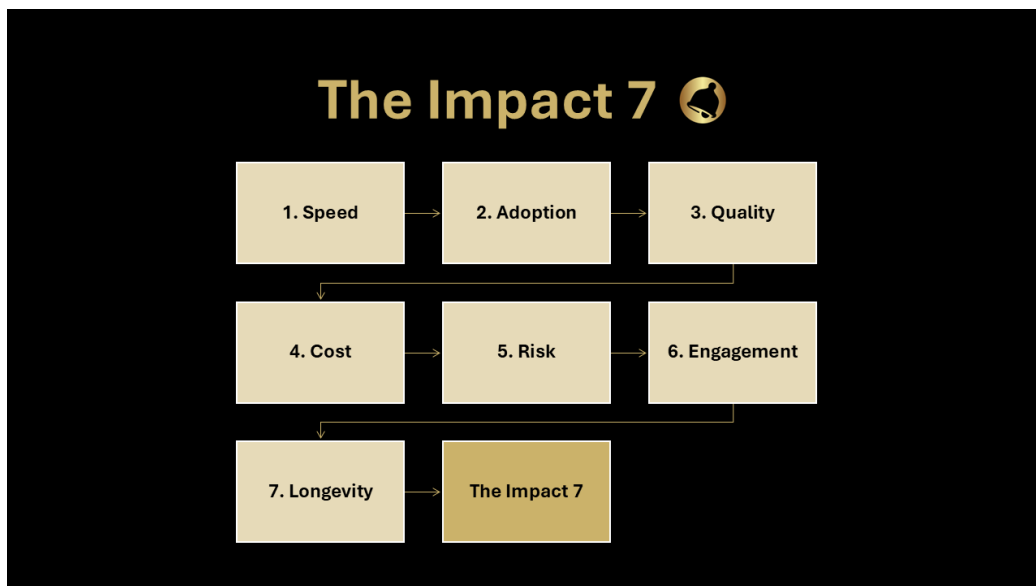 The Impact 7
1. Speed
2. Adoption
3. Quality
4. Cost
5. Risk
6. Engagement
7. Longevity
The Impact 7